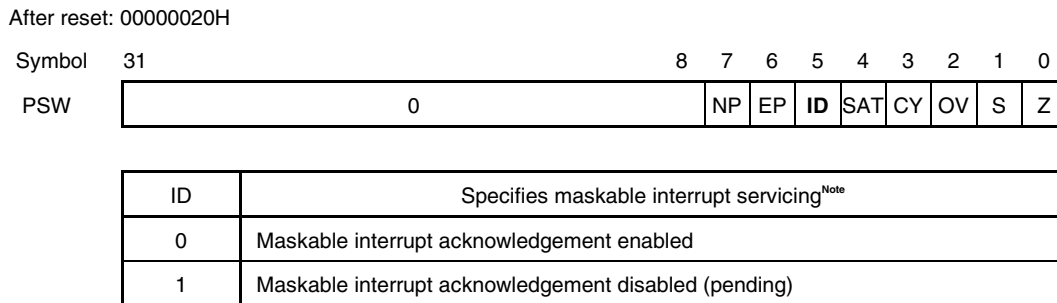 After reset: 00000020H
Symbol 31 8 7 6 5 4 3 2 1 0
PSW 0 NP EP ID SAT CY OV S Z
ID Specifies maskable interrupt servicingNote
0 Maskable interrupt acknowledgement enabled
1 Maskable interrupt acknowledgement disabled (pending)